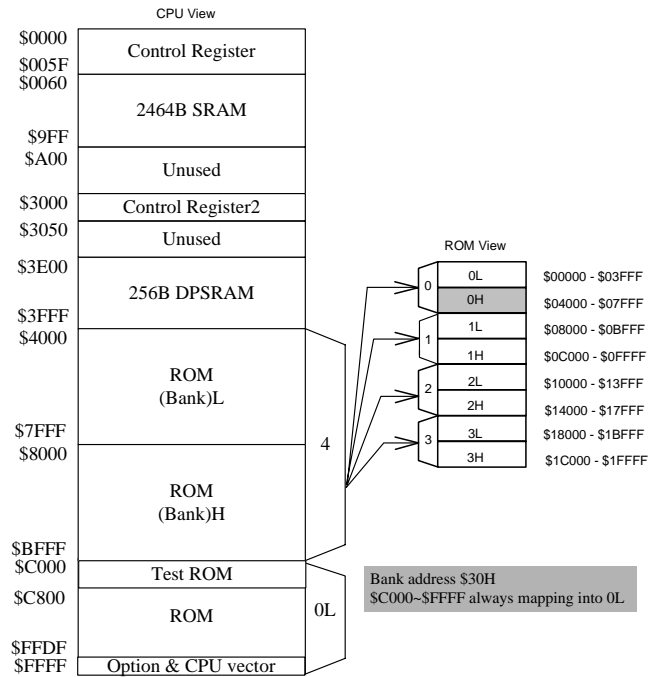 CPU View
$0000
Control Register
$005F
$0060
2464B SRAM
$9FF
$A00
Unused
$3000
Control Register2
$3050
Unused
$3E00
256B DPSRAM
$3FFF
$4000
ROM
(Bank)L
$7FFF
$8000
ROM
(Bank)H
$BFFF
$C000
Test ROM
$C800
ROM
$FFDF
$FFFF
Option & CPU vector
4
0L
ROM View
0
0L
$00000 - $03FFF
0H
$04000 - $07FFF
1
1L
$08000 - $0BFFF
1H
$0C000 - $0FFFF
2
2L
$10000 - $13FFF
2H
$14000 - $17FFF
3
3L
$18000 - $1BFFF
3H
$1C000 - $1FFFF
Bank address $30H
$C000~$FFFF always mapping into 0L